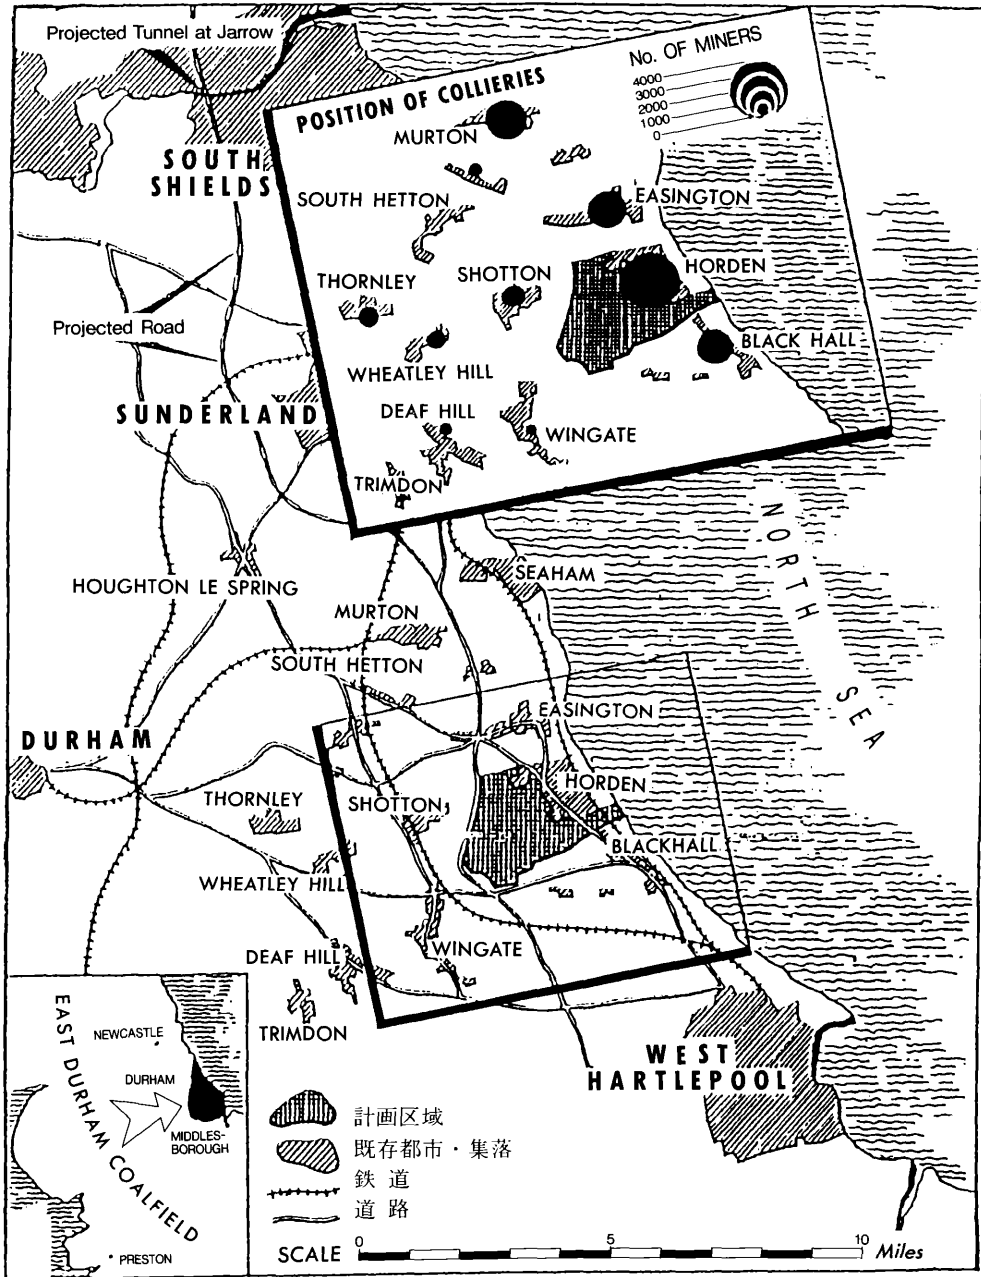 Projected Tunnel at Jarrow
No. OF MINERS
4000
3000
2000
1000
0
POSITION OF COLLIERIES
MURTON
SOUTH HETTON
EASINGTON
THORNLEY
SHOTTON
HORDEN
WHEATLEY HILL
BLACK HALL
DEAF HILL
WINGATE
TRIMDON
SOUTH
SHIELDS
Projected Road
SUNDERLAND
NORTH SEA
HOUGHTON LE SPRING
SEAHAM
MURTON
SOUTH HETTON
EASINGTON
DURHAM
HORDEN
THORNLEY
SHOTTON
BLACKHALL
WHEATLEY HILL
DEAF HILL
WINGATE
TRIMDON
WEST
HARTLEPOOL
EAST DURHAM COALFIELD
NEWCASTLE
DURHAM
MIDDLES-
BOROUGH
PRESTON
計画区域
既存都市・集落
鉄道
道路
SCALE
0
5
10
Miles